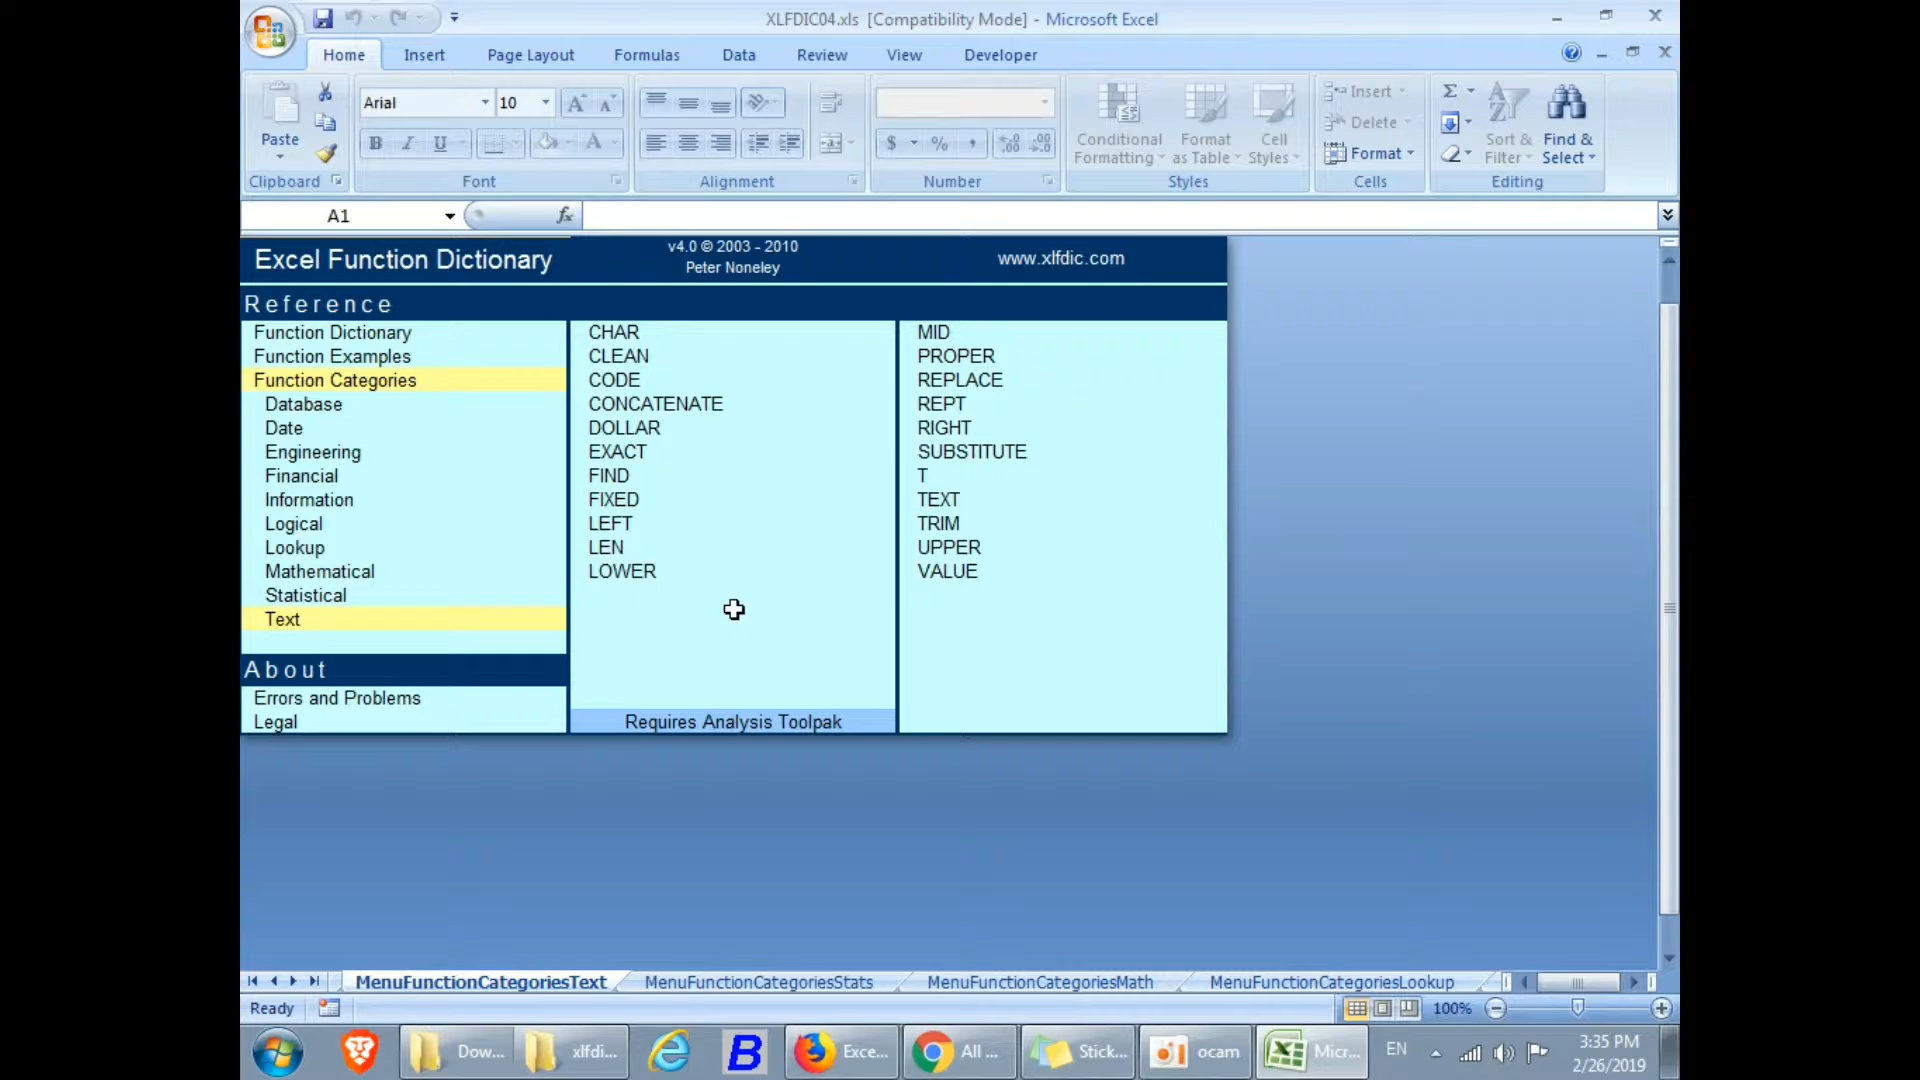 XLFDIC04.xls [Compatibility Mode] - Microsoft Excel
Home Insert Page Layout Formulas Data Review View Developer
Paste
Arial 10
B I U
$ % ,
Conditional Formatting
Format as Table
Cell Styles
Insert
Delete
Format
Sort & Filter
Find & Select
Clipboard Font Alignment Number Styles Cells Editing
A1 fx
Excel Function Dictionary
v4.0 © 2003 - 2010
Peter Noneley
www.xlfdic.com
Reference
Function Dictionary
Function Examples
Function Categories
Database
Date
Engineering
Financial
Information
Logical
Lookup
Mathematical
Statistical
Text
About
Errors and Problems
Legal
CHAR
CLEAN
CODE
CONCATENATE
DOLLAR
EXACT
FIND
FIXED
LEFT
LEN
LOWER
Requires Analysis Toolpak
MID
PROPER
REPLACE
REPT
RIGHT
SUBSTITUTE
T
TEXT
TRIM
UPPER
VALUE
MenuFunctionCategoriesText MenuFunctionCategoriesStats MenuFunctionCategoriesMath MenuFunctionCategoriesLookup
Ready 100%
Dow... xlfdi... Exce... All ... Stick... ocam Micr... EN
3:35 PM
2/26/2019